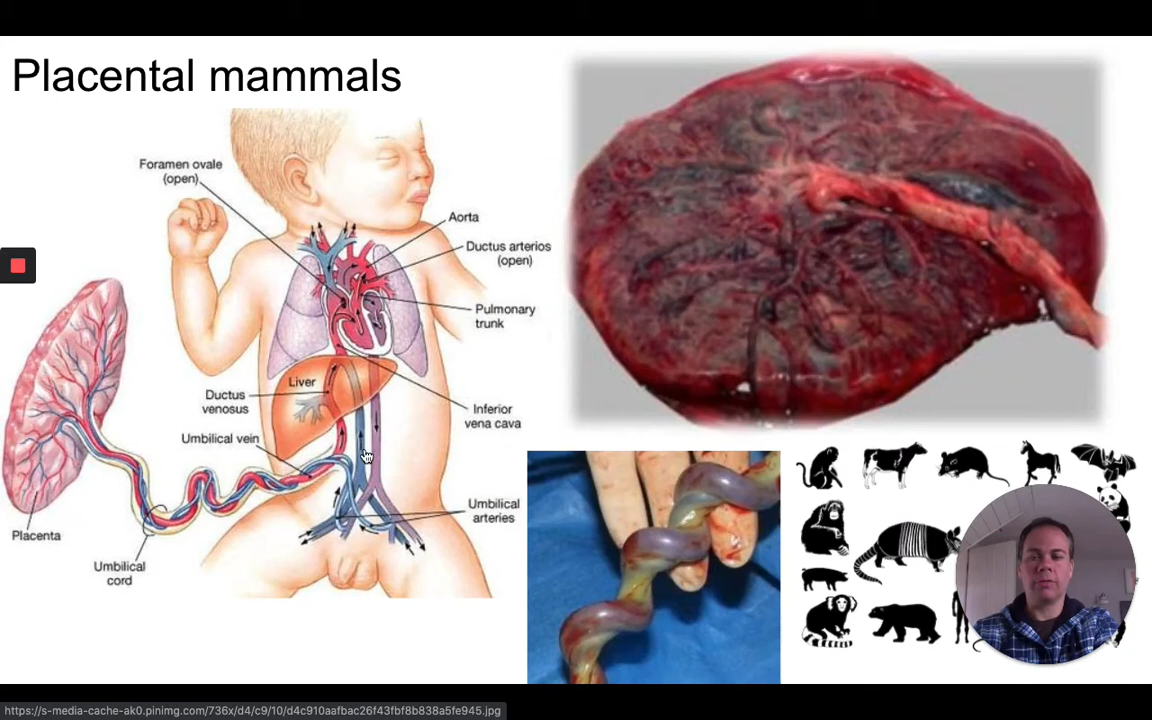 Placental mammals
Foramen ovale
(open)
Aorta
Ductus arterios
(open)
Pulmonary
trunk
Liver
Ductus
venosus
Inferior
vena cava
Umbilical vein
Umbilical
arteries
Placenta
Umbilical
cord
https://s-media-cache-ak0.pinimg.com/736x/d4/c9/10/d4c910aafbac26f43fbf8b838a5fe945.jpg